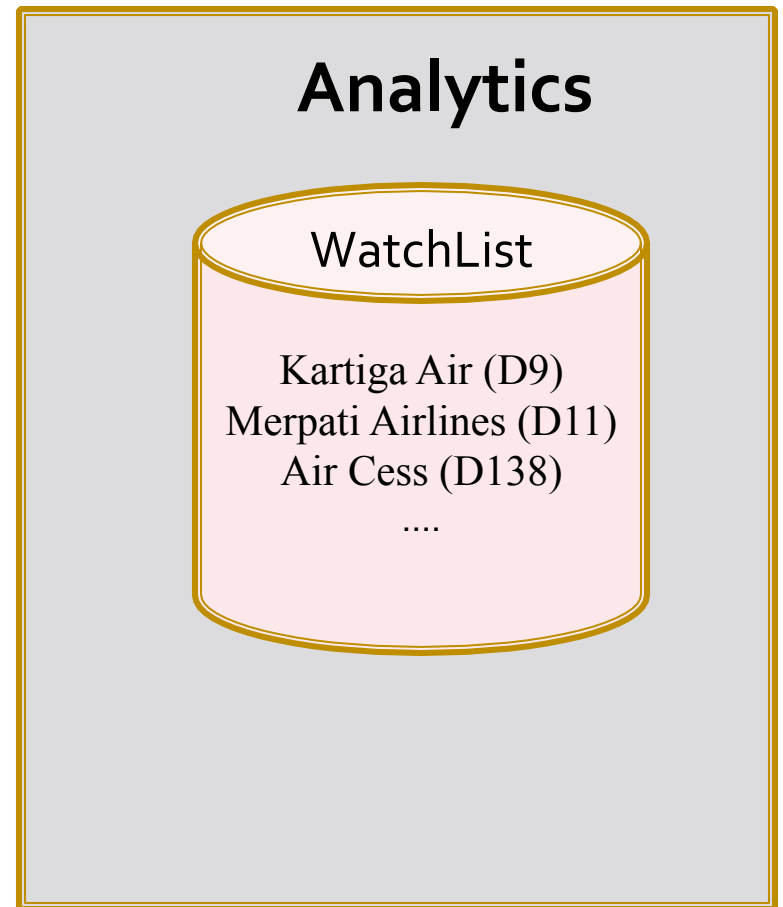 Analytics
WatchList
Kartiga Air (D9)
Merpati Airlines (D11)
Air Cess (D138)
....